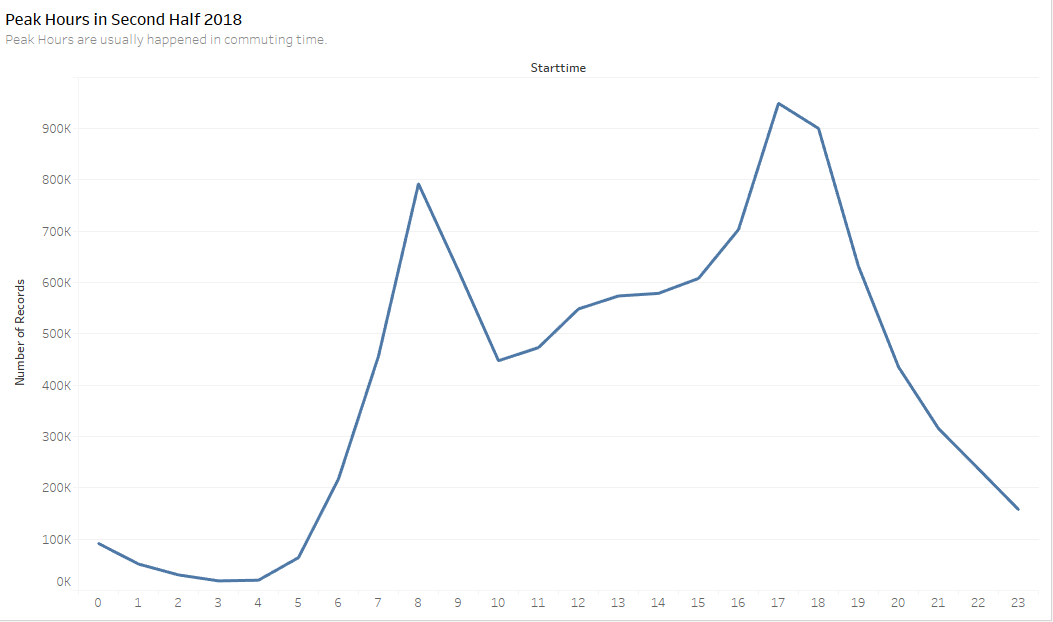 Peak Hours in Second Half 2018
Peak Hours are usually happened in commuting time.
Starttime
900K
800K
700K
600K
500K
400K
300K
200K
100K
0K
Number of Records
0 1 2 3 4 5 6 7 8 9 10 11 12 13 14 15 16 17 18 19 20 21 22 23